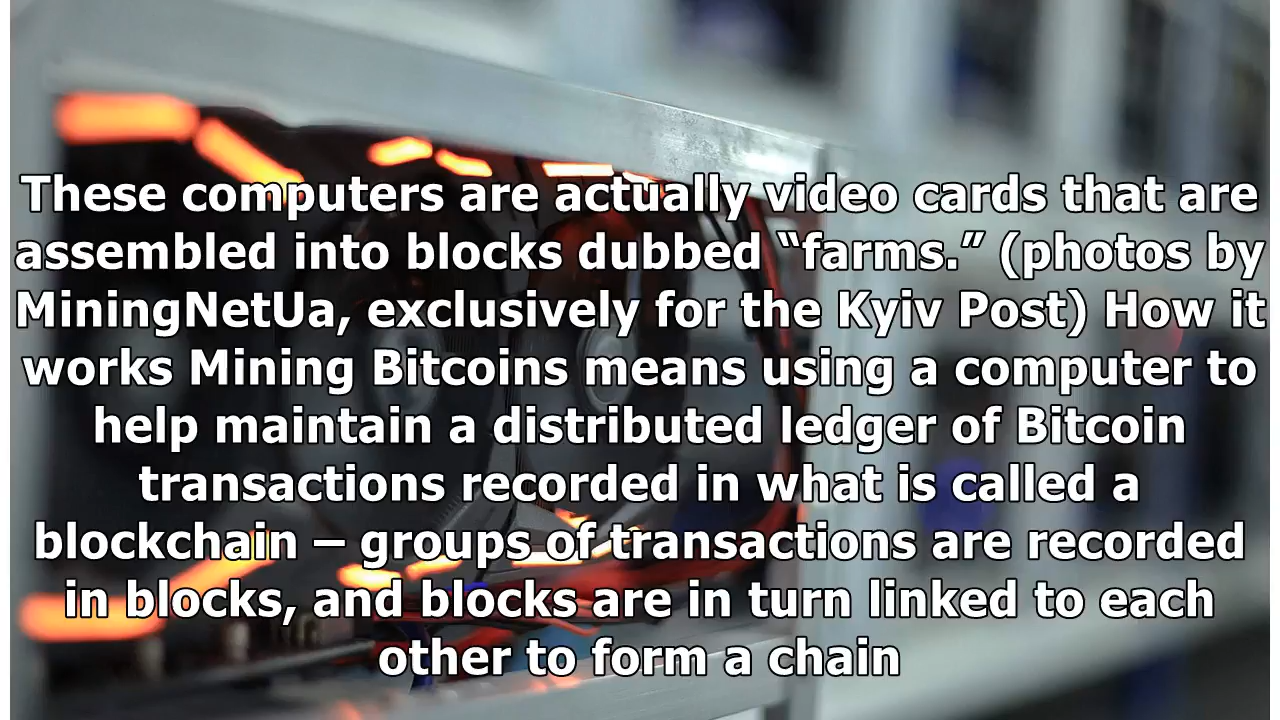 These computers are actually video cards that are
assembled into blocks dubbed “farms.” (photos by
MiningNetUa, exclusively for the Kyiv Post) How it
works Mining Bitcoins means using a computer to
help maintain a distributed ledger of Bitcoin
transactions recorded in what is called a
blockchain – groups of transactions are recorded
in blocks, and blocks are in turn linked to each
other to form a chain